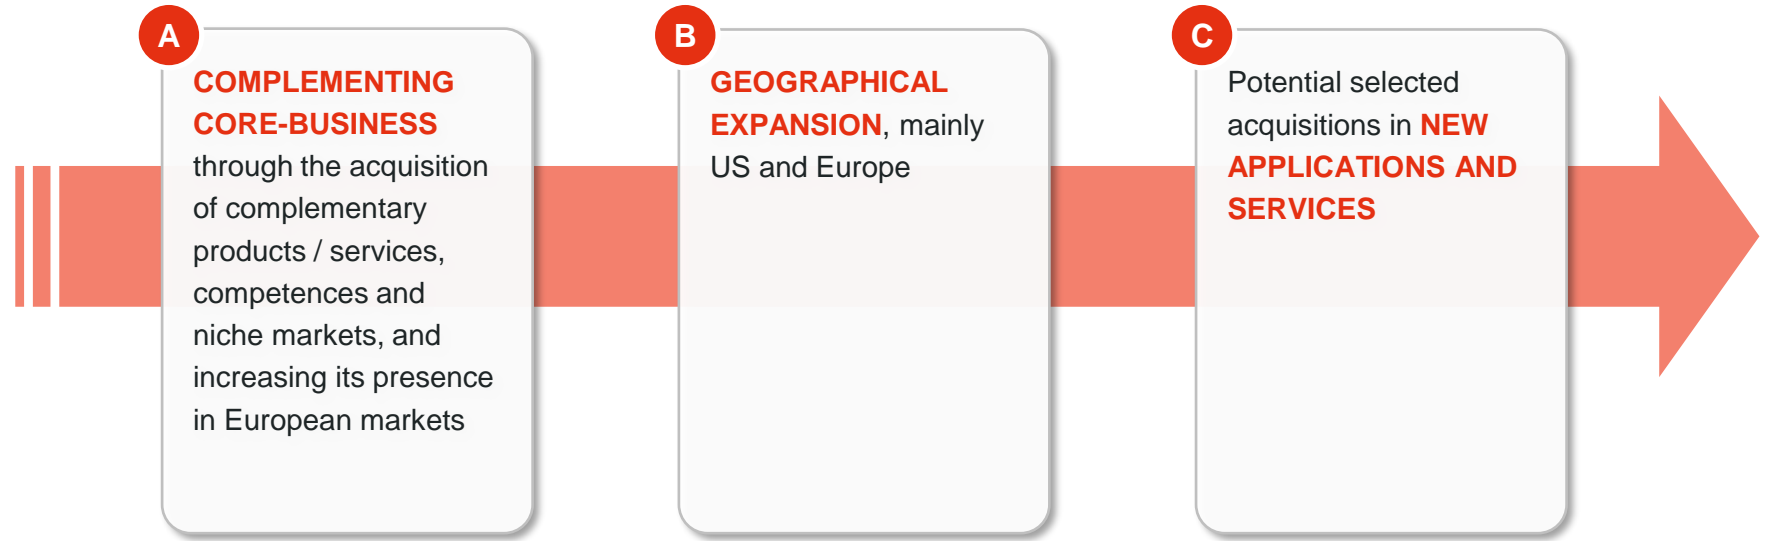 A
COMPLEMENTING
CORE-BUSINESS
through the acquisition
of complementary
products / services,
competences and
niche markets, and
increasing its presence
in European markets
B
GEOGRAPHICAL
EXPANSION, mainly
US and Europe
C
Potential selected
acquisitions in NEW
APPLICATIONS AND
SERVICES